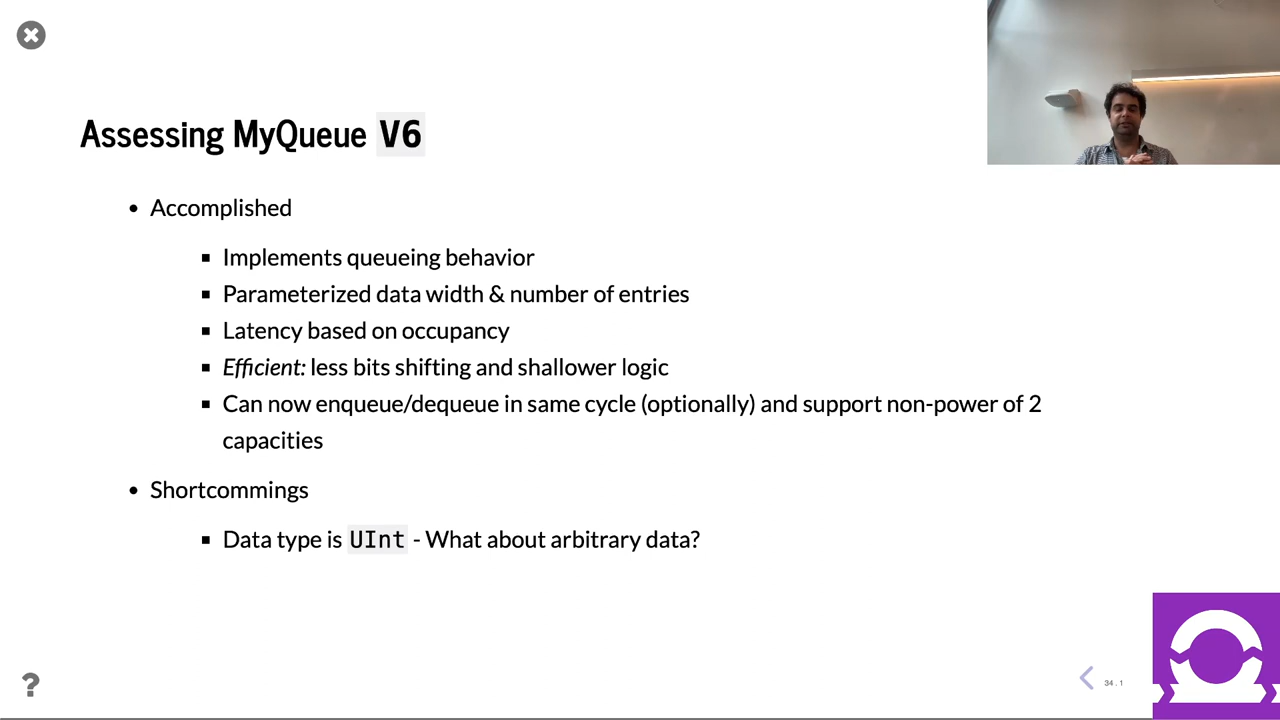 Assessing MyQueue V6
• Accomplished
▪ Implements queueing behavior
▪ Parameterized data width & number of entries
▪ Latency based on occupancy
▪ Efficient: less bits shifting and shallower logic
▪ Can now enqueue/dequeue in same cycle (optionally) and support non-power of 2
capacities
• Shortcommings
▪ Data type is UInt - What about arbitrary data?
?
34 . 1